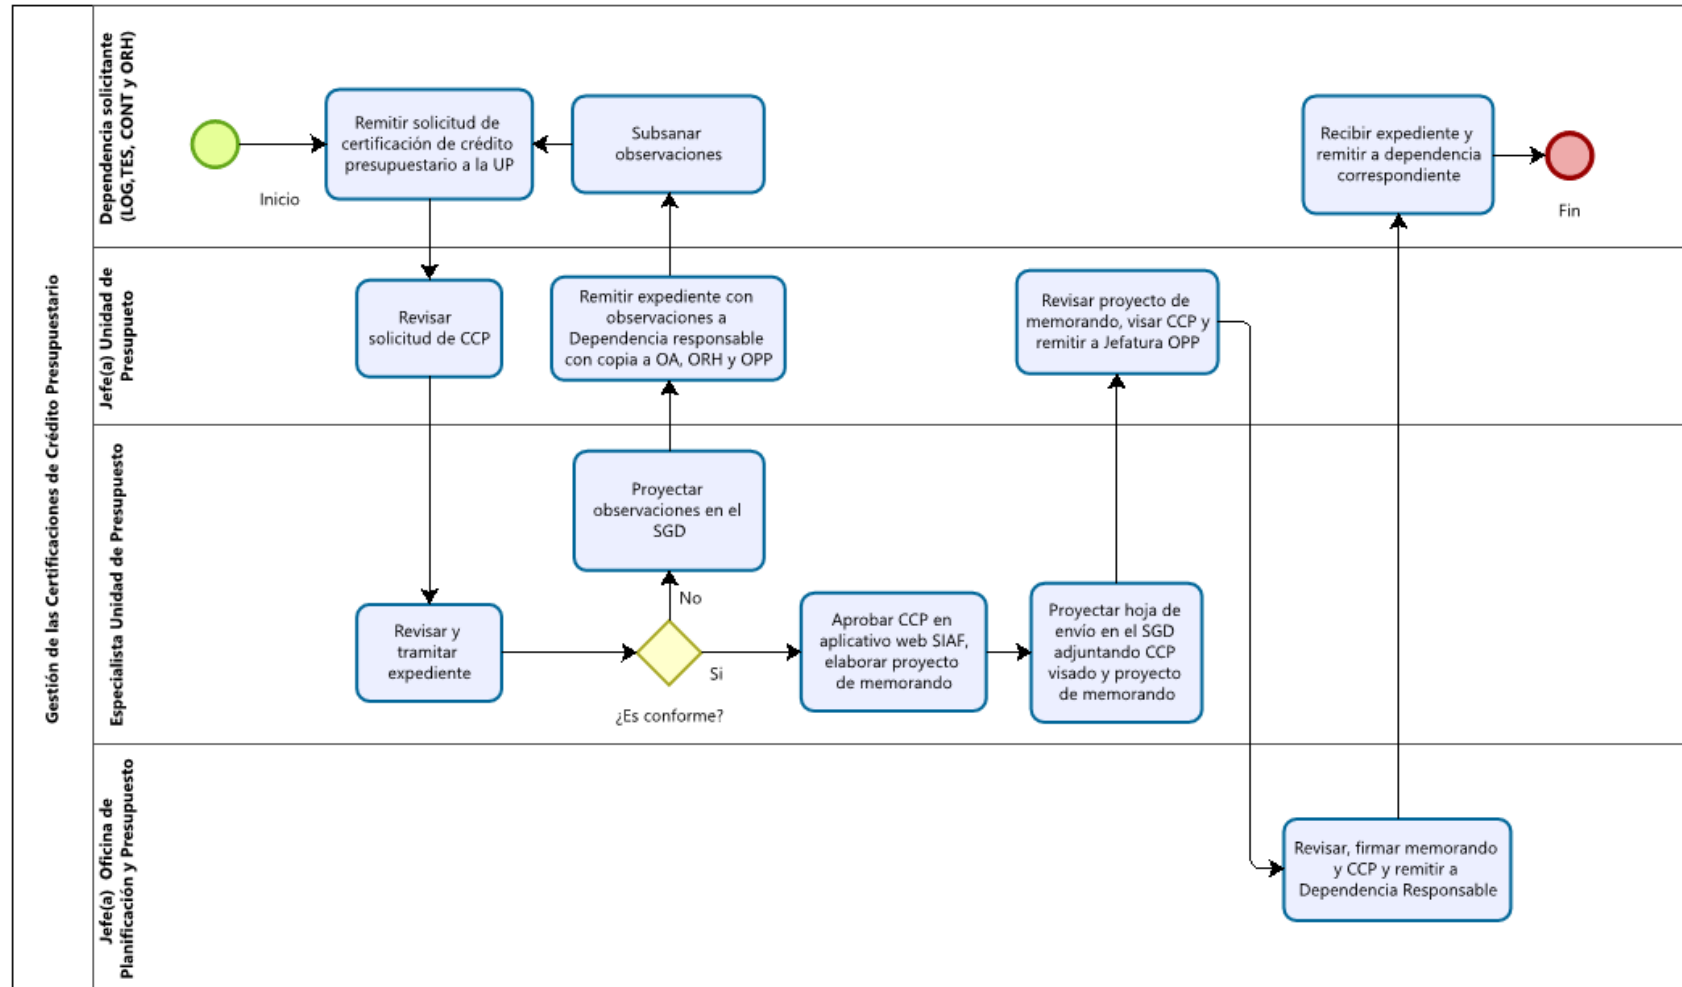 Gestión de las Certificaciones de Crédito Presupuestario
Dependencia solicitante
(LOG,TES, CONT y ORH)
Inicio
Remitir solicitud de
certificación de crédito
presupuestario a la UP
Subsanar
observaciones
Recibir expediente y
remitir a dependencia
correspondiente
Fin
Jefe(a) Unidad de
Presupueto
Revisar
solicitud de CCP
Remitir expediente con
observaciones a
Dependencia responsable
con copia a OA, ORH y OPP
Revisar proyecto de
memorando, visar CCP y
remitir a Jefatura OPP
Especialista Unidad de Presupuesto
Revisar y
tramitar
expediente
Proyectar
observaciones en el
SGD
No
Si
¿Es conforme?
Aprobar CCP en
aplicativo web SIAF,
elaborar proyecto
de memorando
Proyectar hoja de
envío en el SGD
adjuntando CCP
visado y proyecto
de memorando
Jefe(a) Oficina de
Planificación y Presupuesto
Revisar, firmar memorando
y CCP y remitir a
Dependencia Responsable